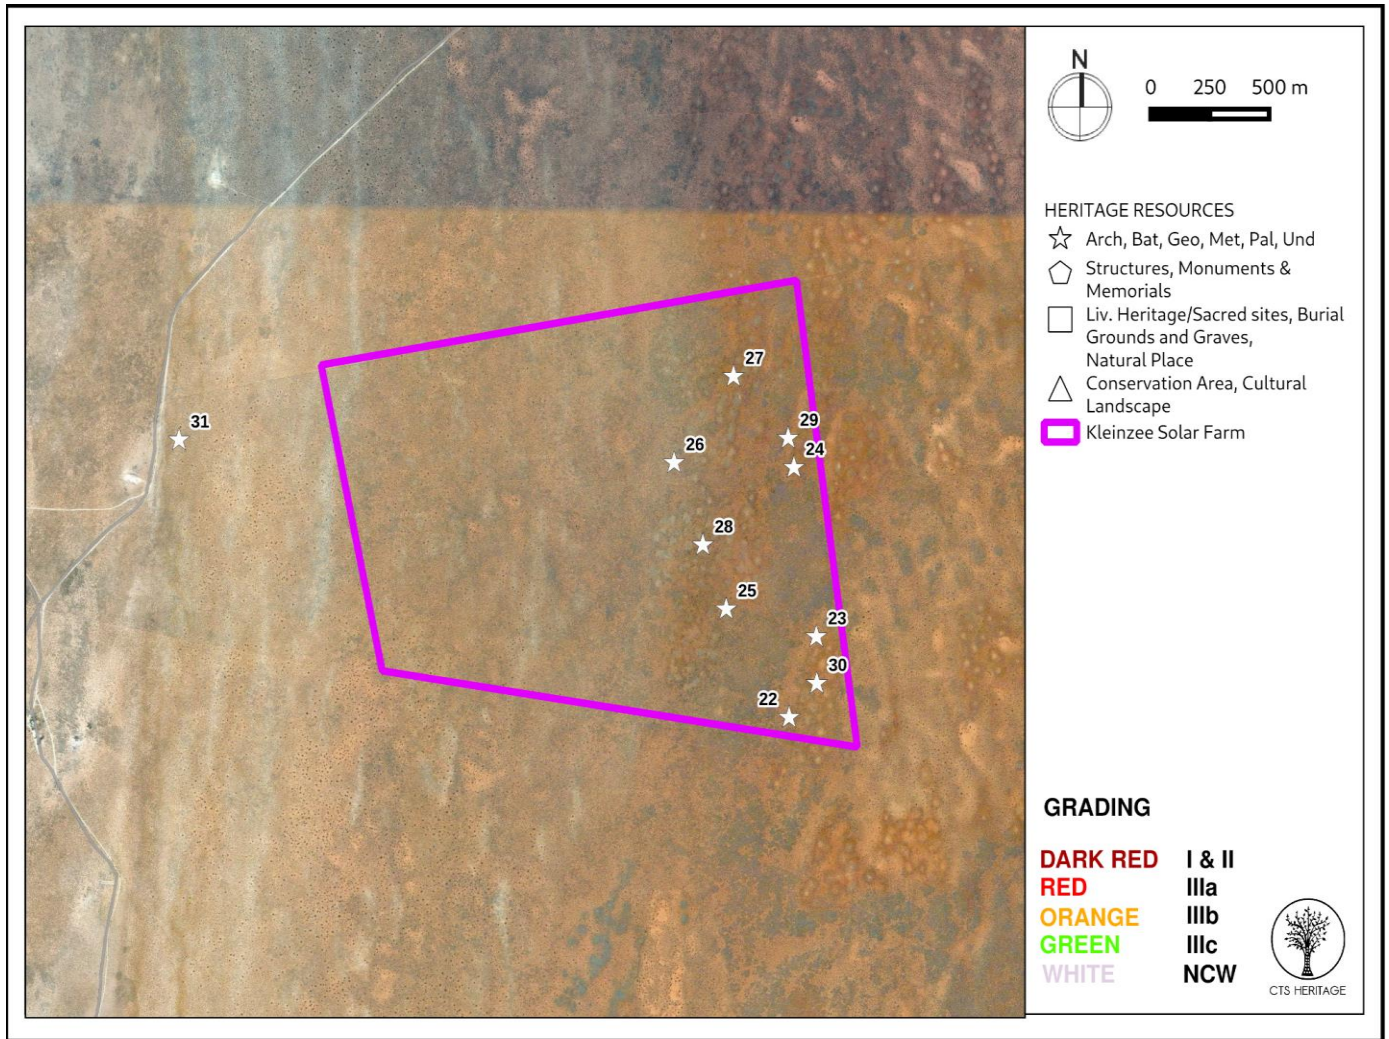 N
0 250 500 m
HERITAGE RESOURCES
Arch, Bat, Geo, Met, Pal, Und
Structures, Monuments &
Memorials
Liv. Heritage/Sacred sites, Burial
Grounds and Graves,
Natural Place
Conservation Area, Cultural
Landscape
Kleinzee Solar Farm
27
29
31
26
24
28
25
23
30
22
GRADING
DARK RED I & II
RED IIIa
ORANGE IIIb
GREEN IIIc
WHITE NCW
CTS HERITAGE